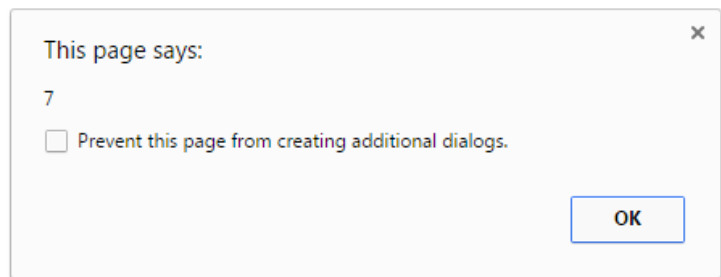 This page says:
7
Prevent this page from creating additional dialogs.
OK